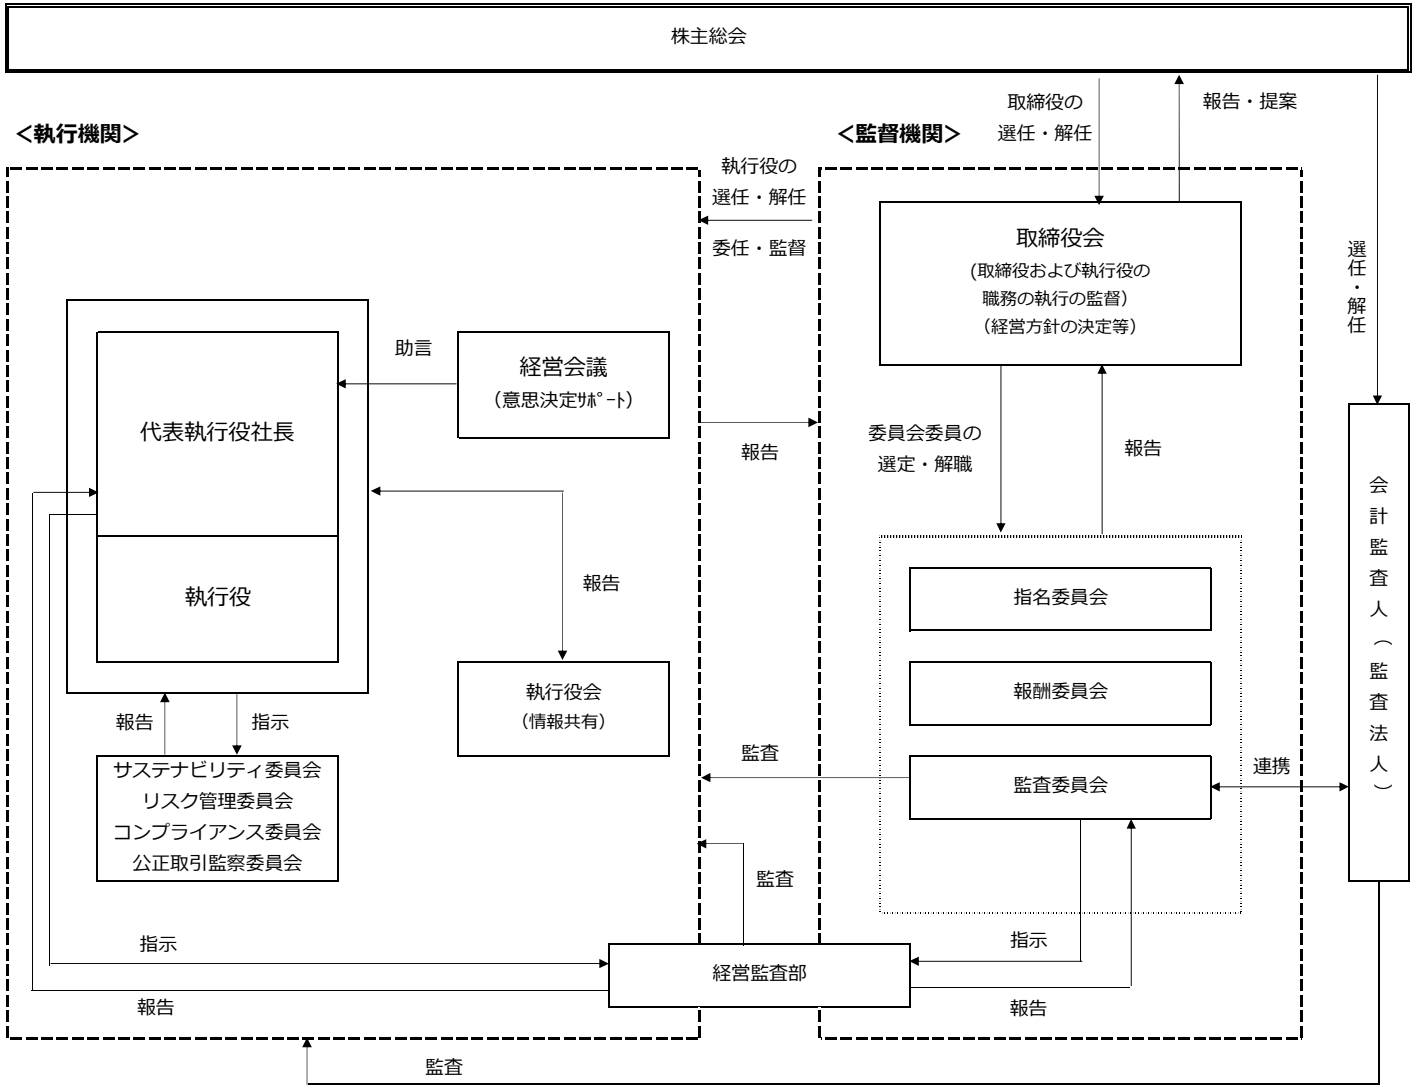 株主総会
取締役の
選任・解任
報告・提案
＜執行機関＞
＜監督機関＞
執行役の
選任・解任
委任・監督
取締役会
(取締役および執行役の
職務の執行の監督）
（経営方針の決定等）
選任・解任
助言
経営会議
（意思決定ｻﾎﾟｰﾄ）
代表執行役社長
報告
委員会委員の
選定・解職
報告
会計監査人（監査法人）
執行役
報告
指名委員会
執行役会
（情報共有）
報酬委員会
報告
指示
監査
監査委員会
連携
サステナビリティ委員会
リスク管理委員会
コンプライアンス委員会
公正取引監察委員会
監査
指示
指示
経営監査部
報告
報告
監査